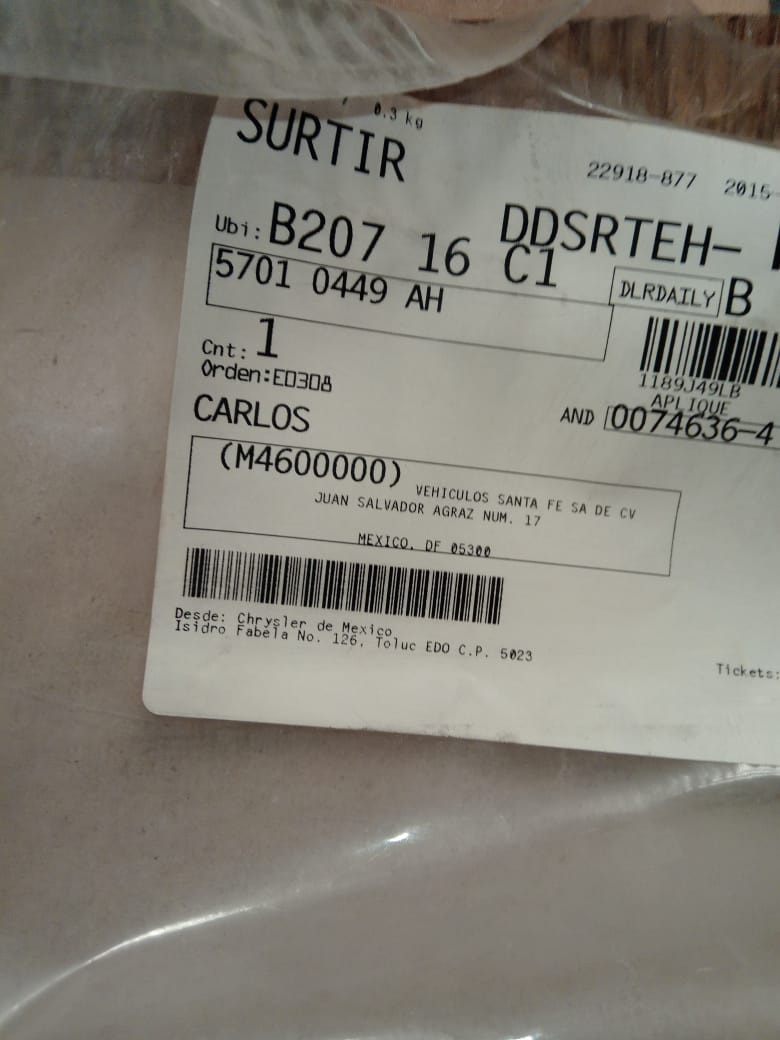 0.3 kg
SURTIR
22918-877 2015-
Ubi: B207 16 C1 DDSRTEH-
5701 0449 AH
DLRDAILY B
Cnt: 1
1189J49LB
Orden: E0308
APLIQUE
CARLOS
AND 0074636-4
(M4600000) VEHICULOS SANTA FE SA DE CV
JUAN SALVADOR AGRAZ NUM. 17
MEXICO, DF 05300
Desde: Chrysler de Mexico
Isidro Fabela No. 126, Toluc EDO C.P. 5023
Tickets: